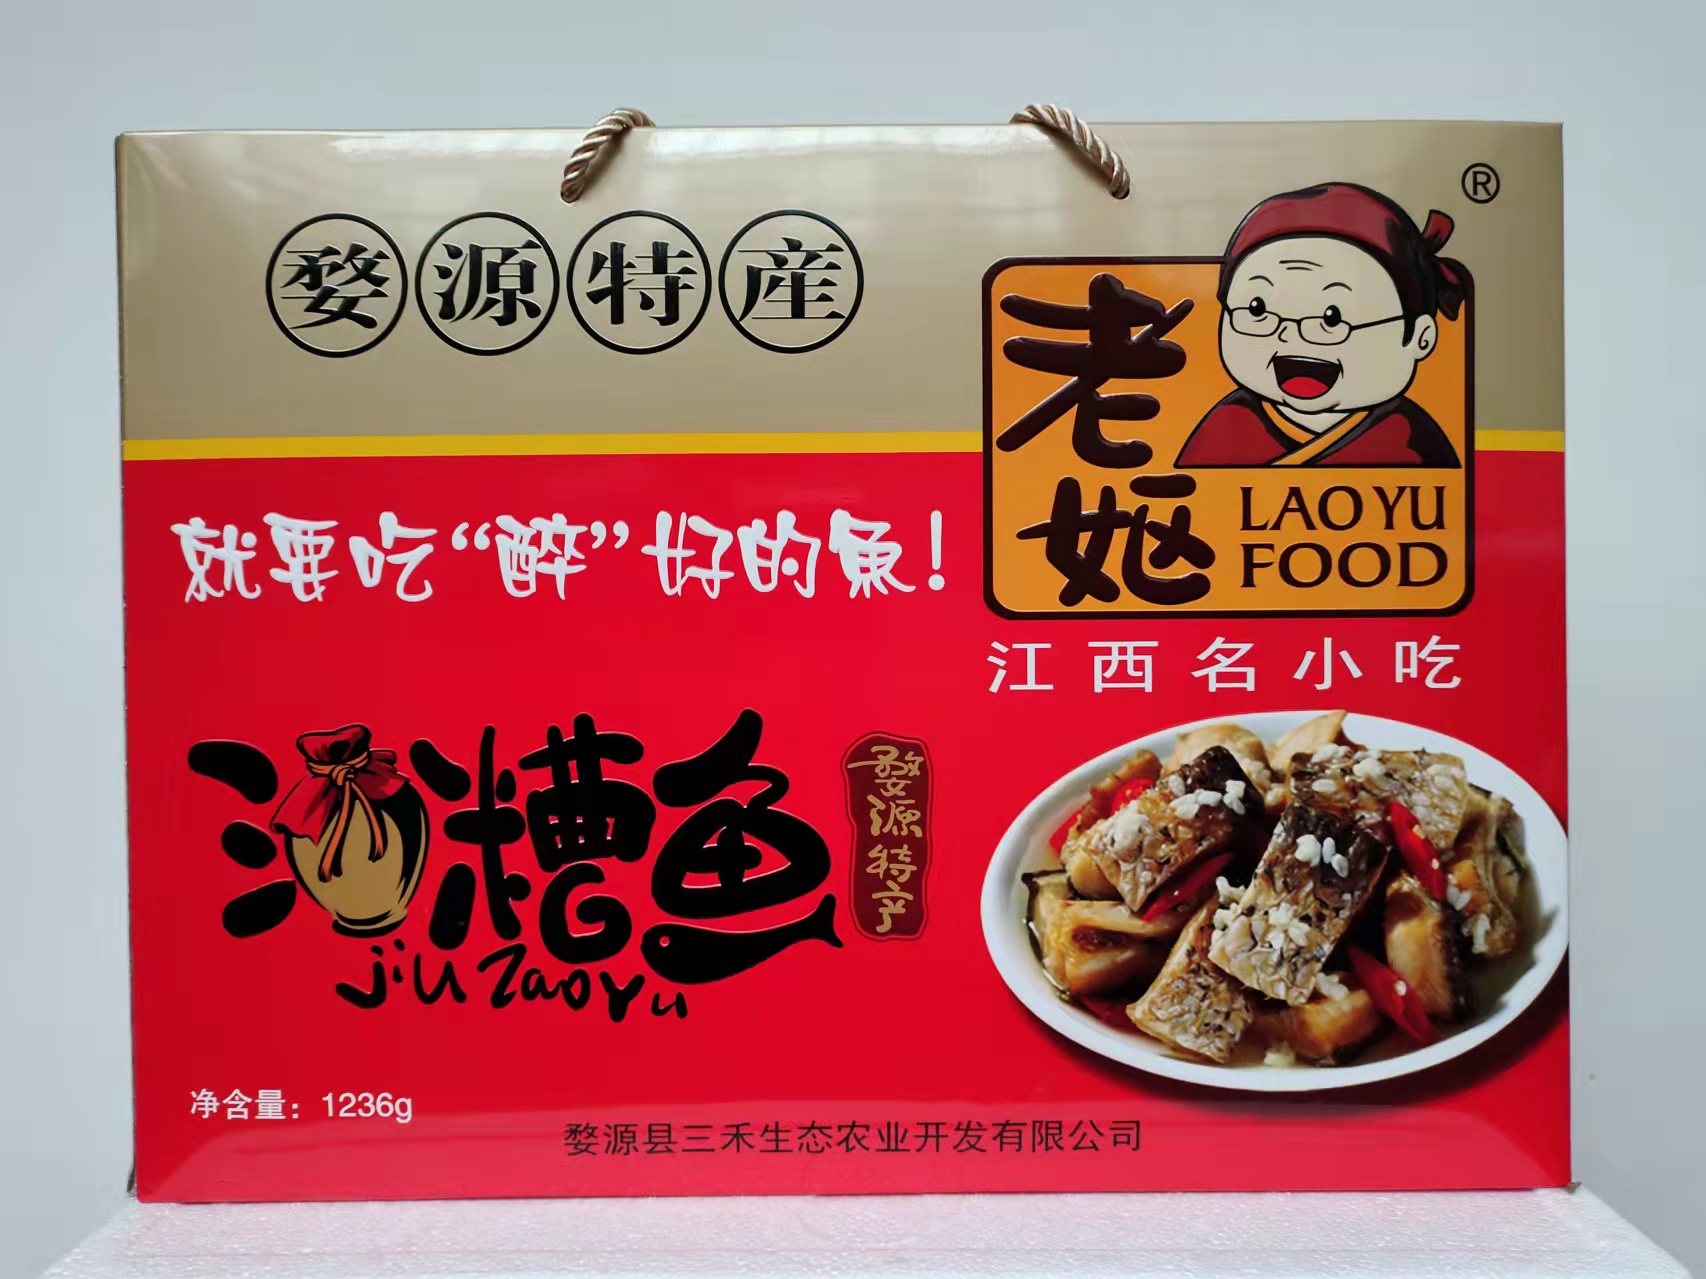 婺源特産
®
老妪
LAO YU
FOOD
就要吃“醉”好的魚！
江西名小吃
酒糟鱼
jiu zao yu
婺源特产
净含量：1236g
婺源县三禾生态农业开发有限公司